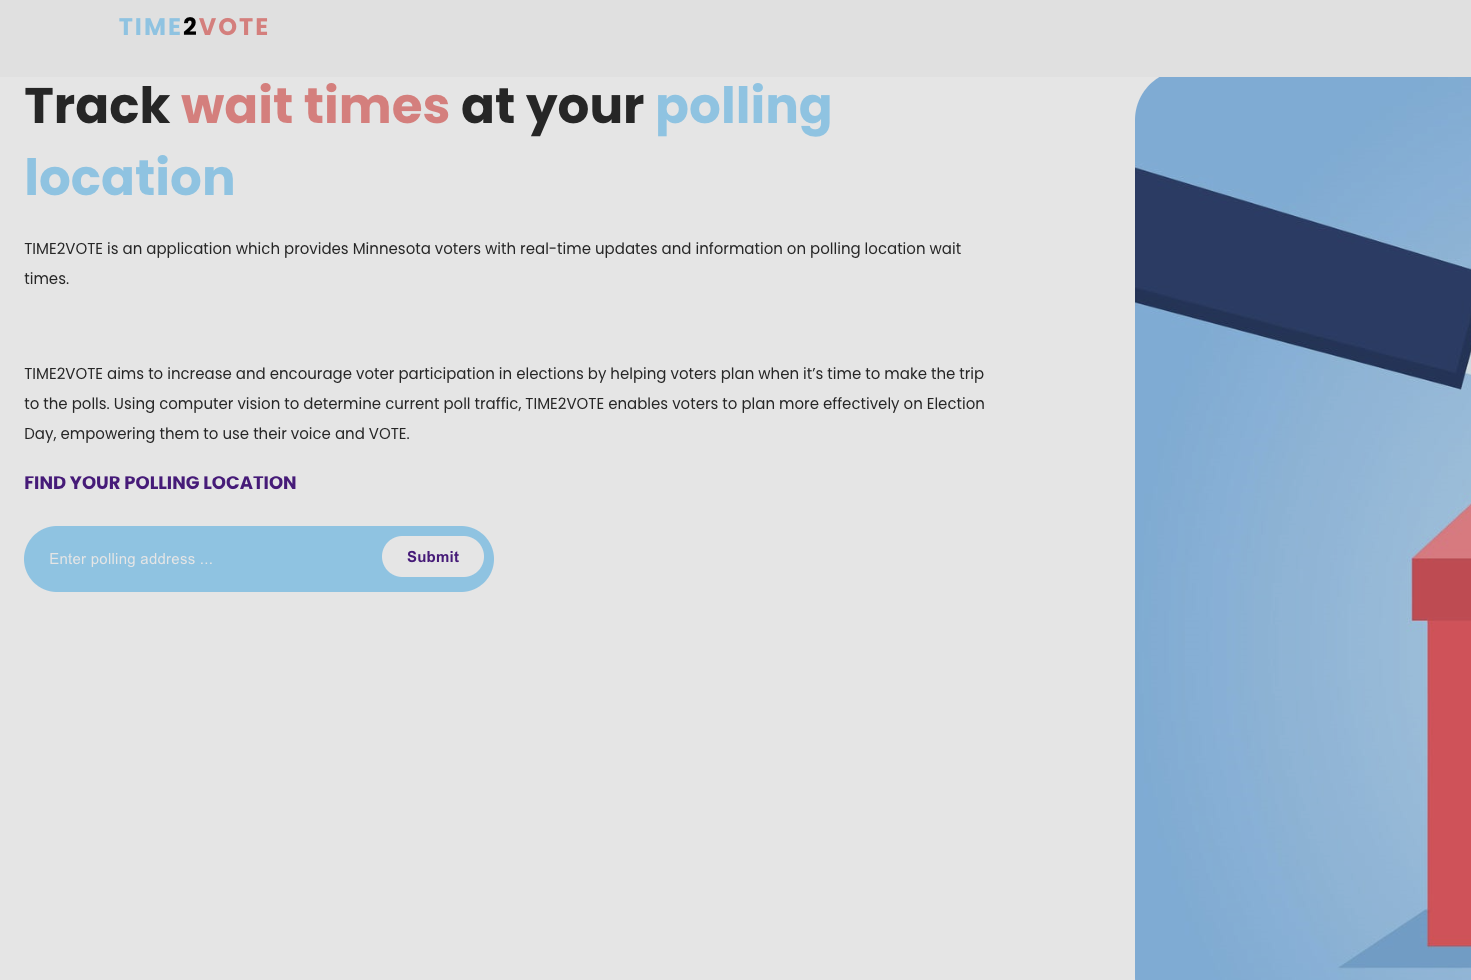 TIME2VOTE
Track wait times at your polling
location
TIME2VOTE is an application which provides Minnesota voters with real-time updates and information on polling location wait
times.
TIME2VOTE aims to increase and encourage voter participation in elections by helping voters plan when it’s time to make the trip
to the polls. Using computer vision to determine current poll traffic, TIME2VOTE enables voters to plan more effectively on Election
Day, empowering them to use their voice and VOTE.
FIND YOUR POLLING LOCATION
Enter polling address ... Submit